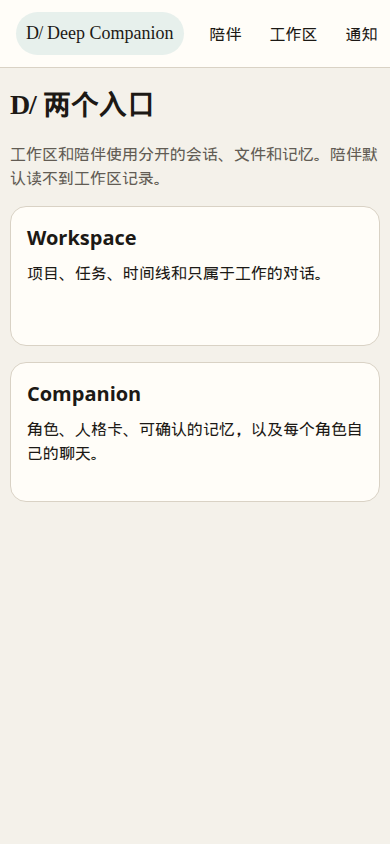 D/ Deep Companion 陪伴 工作区 通知
D/ 两个入口
工作区和陪伴使用分开的会话、文件和记忆。陪伴默
认读不到工作区记录。
Workspace
项目、任务、时间线和只属于工作的对话。
Companion
角色、人格卡、可确认的记忆，以及每个角色自
己的聊天。